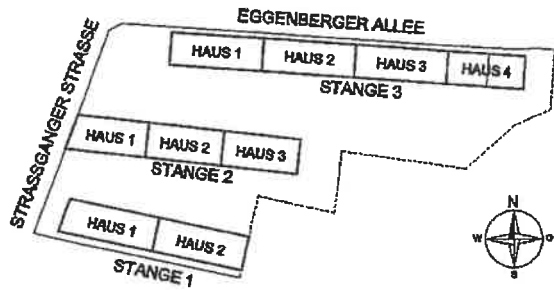 EGGENBERGER ALLEE
STRASSGANGER STRASSE
HAUS 1 HAUS 2 HAUS 3 HAUS 4
STANGE 3
HAUS 1 HAUS 2 HAUS 3
STANGE 2
HAUS 1 HAUS 2
STANGE 1
N
W O
S